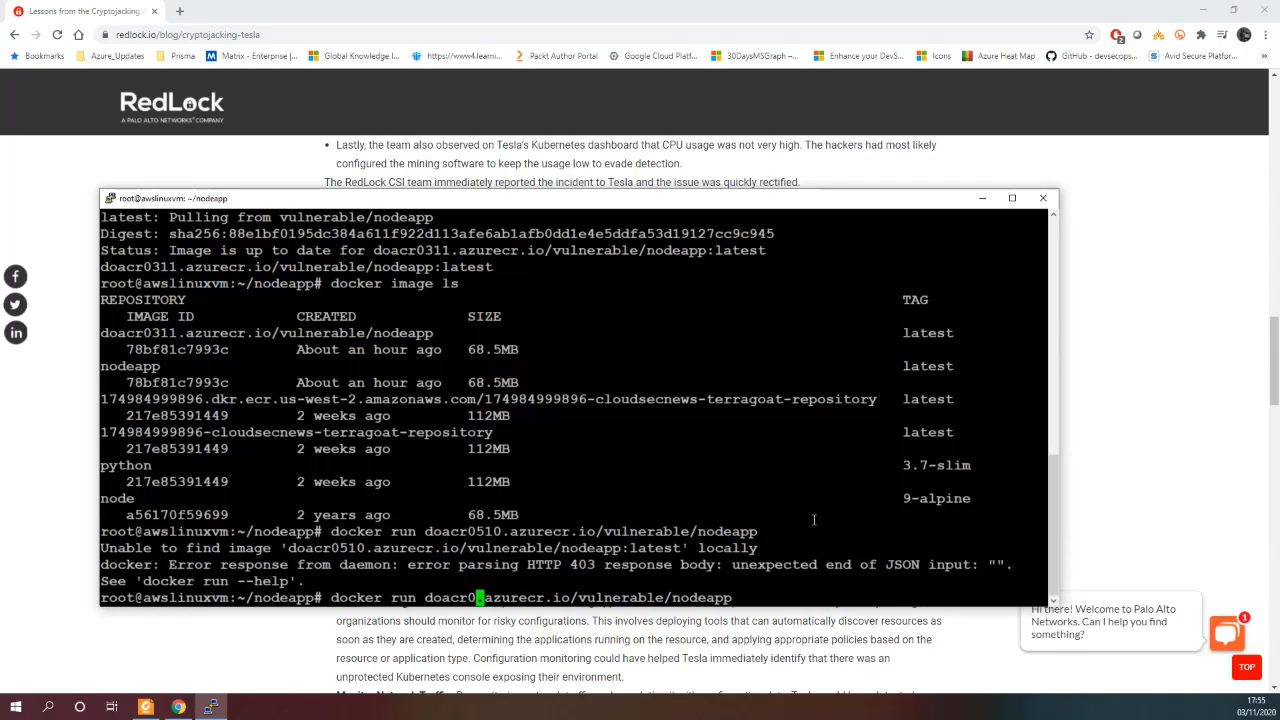 Lessons from the Cryptojacking
redlock.io/blog/cryptojacking-tesla
Bookmarks
Azure_Updates
Prisma
Matrix - Enterprise |...
Global Knowledge I...
https://www4learni...
Packt Author Portal
Google Cloud Platf...
30DaysMSGraph –...
Enhance your DevS...
Icons
Azure Heat Map
GitHub - devsecops...
Avid Secure Platfor...
RedLock
A PALO ALTO NETWORKS COMPANY
Lastly, the team also observed on Tesla's Kubernetes dashboard that CPU usage was not very high. The hackers had most likely
configured the mining software to keep the usage low to evade detection.
The RedLock CSI team immediately reported the incident to Tesla and the issue was quickly rectified.
root@awslinuxvm: ~/nodeapp
latest: Pulling from vulnerable/nodeapp
Digest: sha256:88e1bf0195dc384a611f922d113afe6ab1afb0dd1e4e5ddfa53d19127cc9c945
Status: Image is up to date for doacr0311.azurecr.io/vulnerable/nodeapp:latest
doacr0311.azurecr.io/vulnerable/nodeapp:latest
root@awslinuxvm:~/nodeapp# docker image ls
REPOSITORY TAG
IMAGE ID CREATED SIZE
doacr0311.azurecr.io/vulnerable/nodeapp latest
78bf81c7993c About an hour ago 68.5MB
nodeapp latest
78bf81c7993c About an hour ago 68.5MB
174984999896.dkr.ecr.us-west-2.amazonaws.com/174984999896-cloudsecnews-terragoat-repository latest
217e85391449 2 weeks ago 112MB
174984999896-cloudsecnews-terragoat-repository latest
217e85391449 2 weeks ago 112MB
python 3.7-slim
217e85391449 2 weeks ago 112MB
node 9-alpine
a56170f59699 2 years ago 68.5MB
root@awslinuxvm:~/nodeapp# docker run doacr0510.azurecr.io/vulnerable/nodeapp
Unable to find image 'doacr0510.azurecr.io/vulnerable/nodeapp:latest' locally
docker: Error response from daemon: error parsing HTTP 403 response body: unexpected end of JSON input: "".
See 'docker run --help'.
root@awslinuxvm:~/nodeapp# docker run doacr0.azurecr.io/vulnerable/nodeapp
organizations should monitor for risky configurations. This involves deploying tools that can automatically discover resources as
soon as they are created, determining the applications running on the resource, and applying appropriate policies based on the
resource or application type. Configuration monitoring could have helped Tesla immediately identify that there was an
unprotected Kubernetes console exposing their environment.
Hi there! Welcome to Palo Alto
Networks. Can I help you find
something?
1
TOP
17:55
03/11/2020